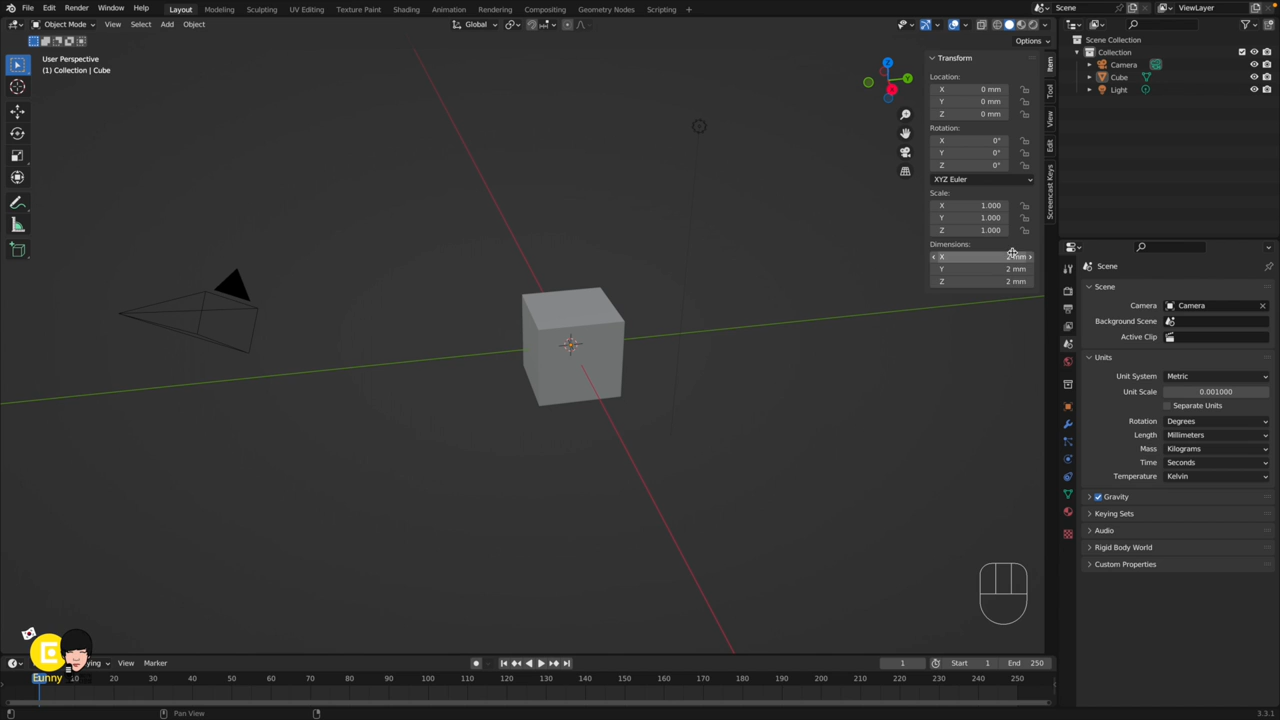 File Edit Render Window Help Layout Modeling Sculpting UV Editing Texture Paint Shading Animation Rendering Compositing Geometry Nodes Scripting Scene ViewLayer
Object Mode View Select Add Object Global
Options
User Perspective
(1) Collection | Cube
Transform
Location:
X 0 mm
Y 0 mm
Z 0 mm
Rotation:
X 0°
Y 0°
Z 0°
XYZ Euler
Scale:
X 1.000
Y 1.000
Z 1.000
Dimensions:
X 2 mm
Y 2 mm
Z 2 mm
Item
Tool
View
Edit
Screencast Keys
X
Y
Z
Scene Collection
Collection
Camera
Cube
Light
Scene
Scene
Camera Camera
Background Scene
Active Clip
Units
Unit System Metric
Unit Scale 0.001000
Separate Units
Rotation Degrees
Length Millimeters
Mass Kilograms
Time Seconds
Temperature Kelvin
Gravity
Keying Sets
Audio
Rigid Body World
Custom Properties
View Marker 1 Start 1 End 250
Eunny 10 20 30 40 50 60 70 80 90 100 110 120 130 140 150 160 170 180 190 200 210 220 230 240 250
Pan View 3.3.1